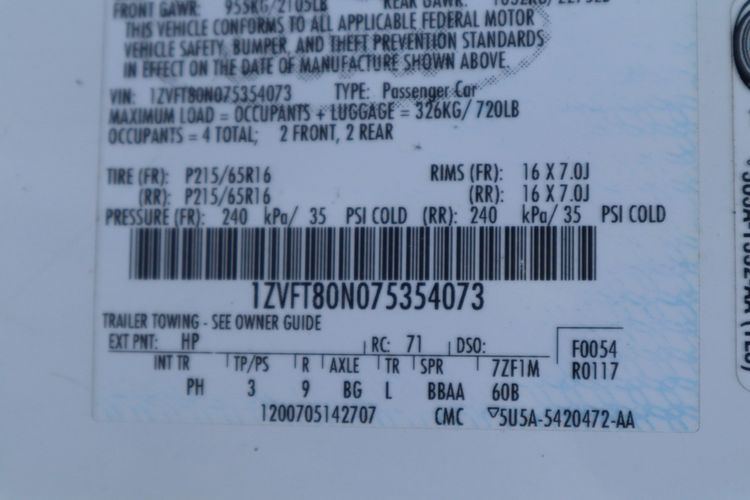 FRONT GAWR: 955KG/2105LB REAR GAWR:
THIS VEHICLE CONFORMS TO ALL APPLICABLE FEDERAL MOTOR
VEHICLE SAFETY, BUMPER, AND THEFT PREVENTION STANDARDS
IN EFFECT ON THE DATE OF MANUFACTURE SHOWN ABOVE.
VIN: 1ZVFT80N075354073 TYPE: Passenger Car
MAXIMUM LOAD = OCCUPANTS + LUGGAGE = 326KG/720LB
OCCUPANTS = 4 TOTAL; 2 FRONT, 2 REAR
TIRE (FR): P215/65R16 RIMS (FR): 16 X 7.0J
(RR): P215/65R16 (RR): 16 X 7.0J
PRESSURE (FR): 240 kPa/ 35 PSI COLD (RR): 240 kPa/ 35 PSI COLD
1ZVFT80N075354073
TRAILER TOWING - SEE OWNER GUIDE
EXT PNT: HP RC: 71 DSO: F0054
INT TR TP/PS R AXLE TR SPR 7ZF1M R0117
PH 3 9 BG L BBAA 60B
1200705142707 CMC ▽5U5A-5420472-AA